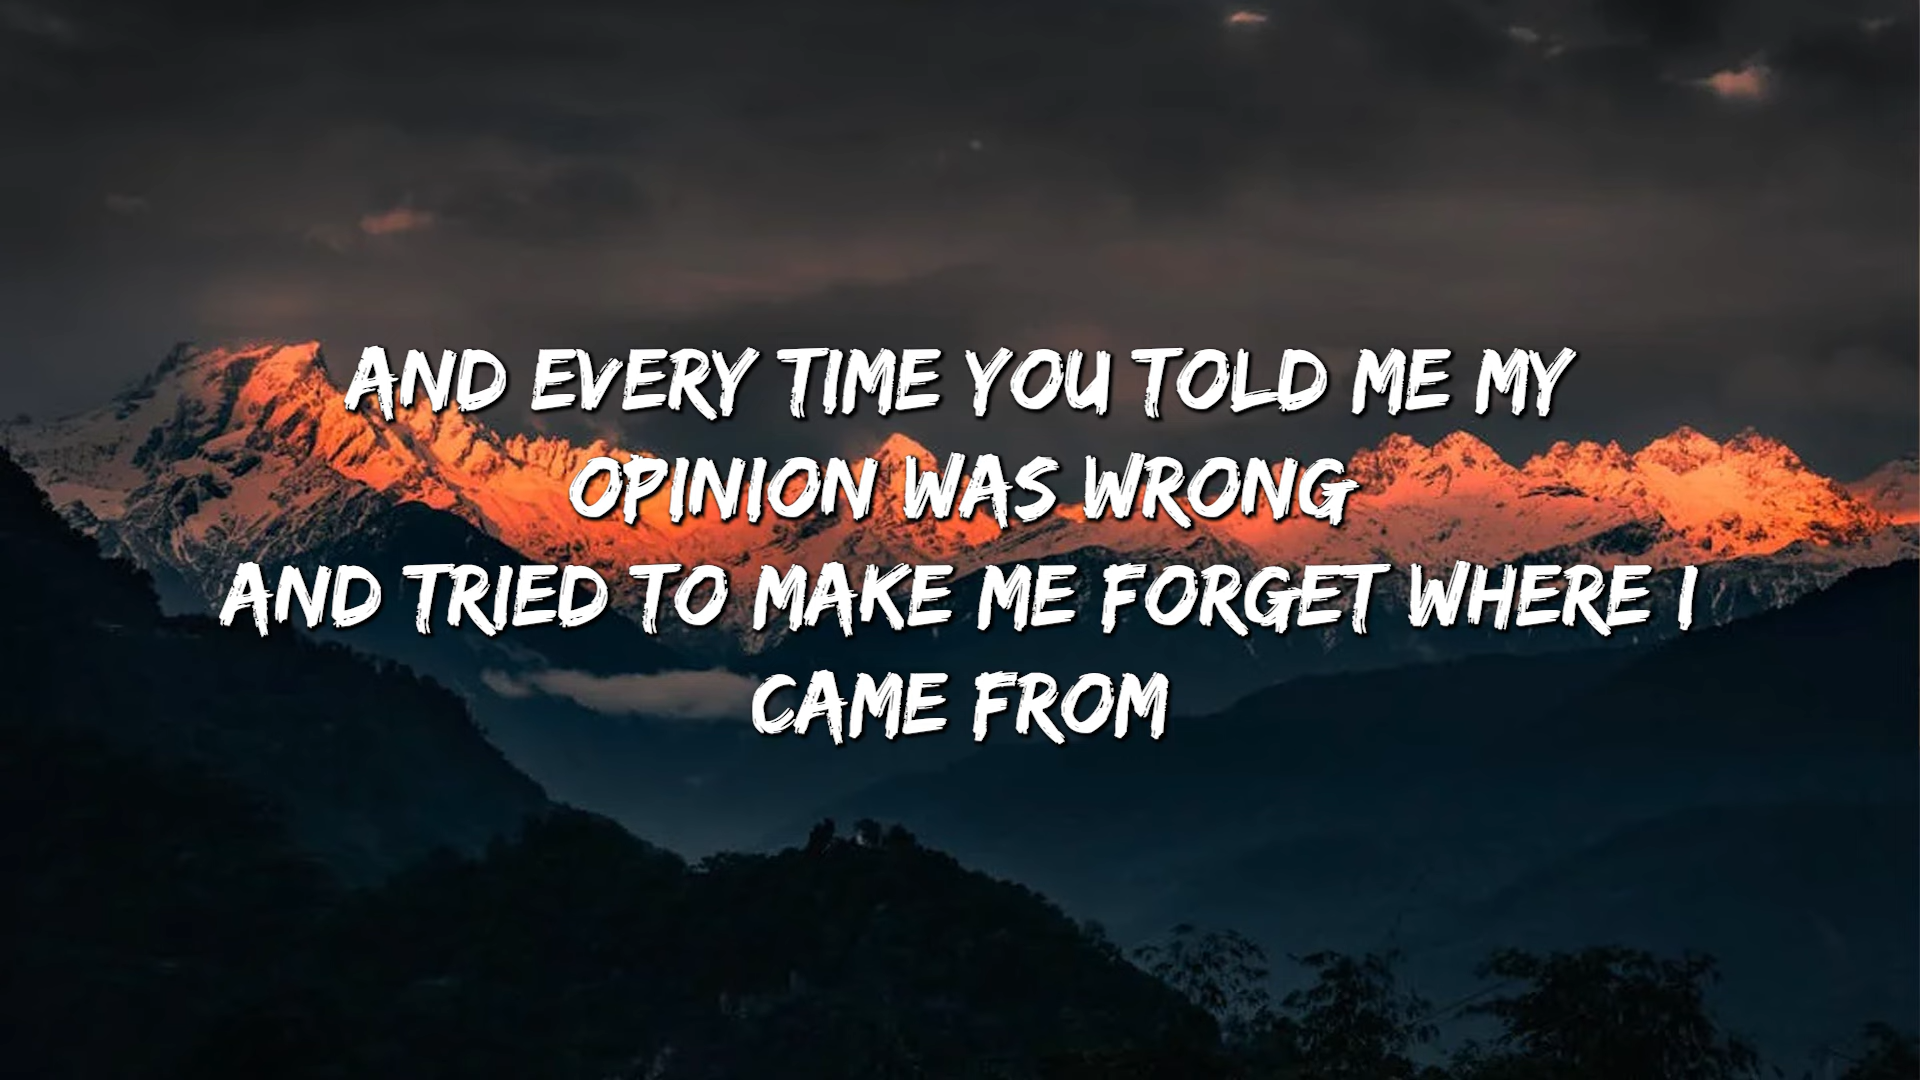 AND EVERY TIME YOU TOLD ME MY
OPINION WAS WRONG
AND TRIED TO MAKE ME FORGET WHERE I
CAME FROM